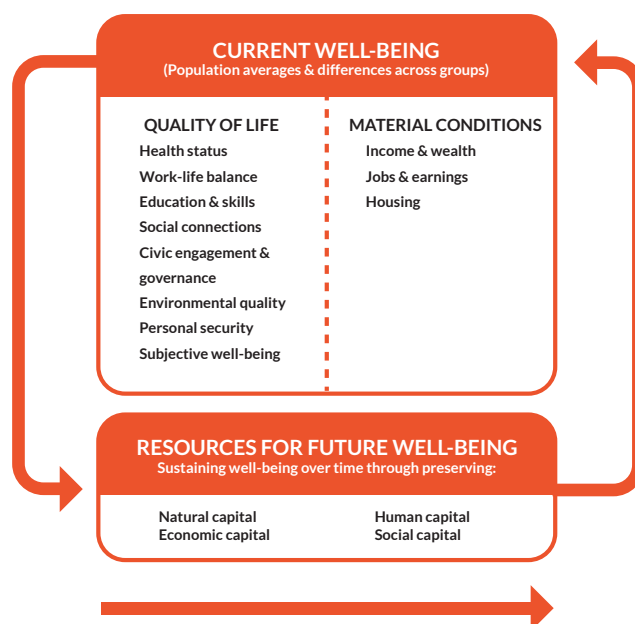 CURRENT WELL-BEING
(Population averages & differences across groups)
QUALITY OF LIFE
Health status
Work-life balance
Education & skills
Social connections
Civic engagement &
governance
Environmental quality
Personal security
Subjective well-being
MATERIAL CONDITIONS
Income & wealth
Jobs & earnings
Housing
RESOURCES FOR FUTURE WELL-BEING
Sustaining well-being over time through preserving:
Natural capital
Economic capital
Human capital
Social capital